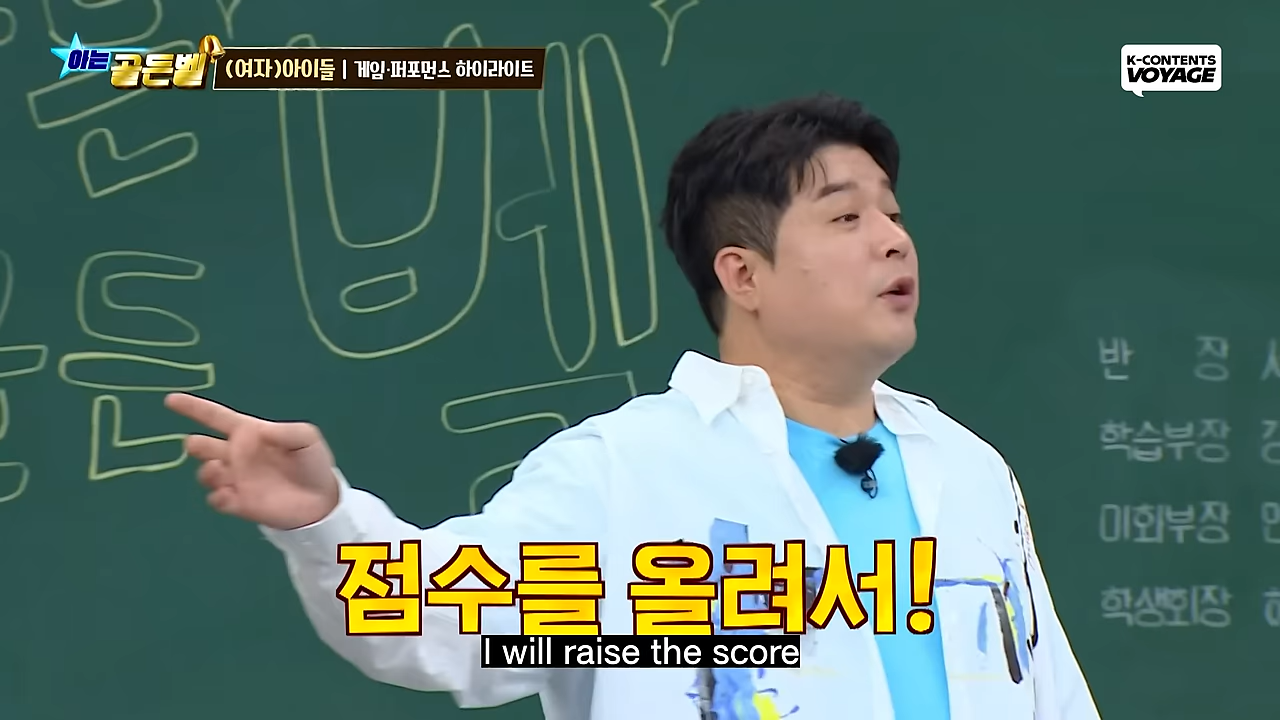 아는 골든벨
(여자)아이들 | 게임·퍼포먼스 하이라이트
K-CONTENTS
VOYAGE
든
벨
반 장
학습부장
미화부장
학생회장
점수를 올려서!
I will raise the score